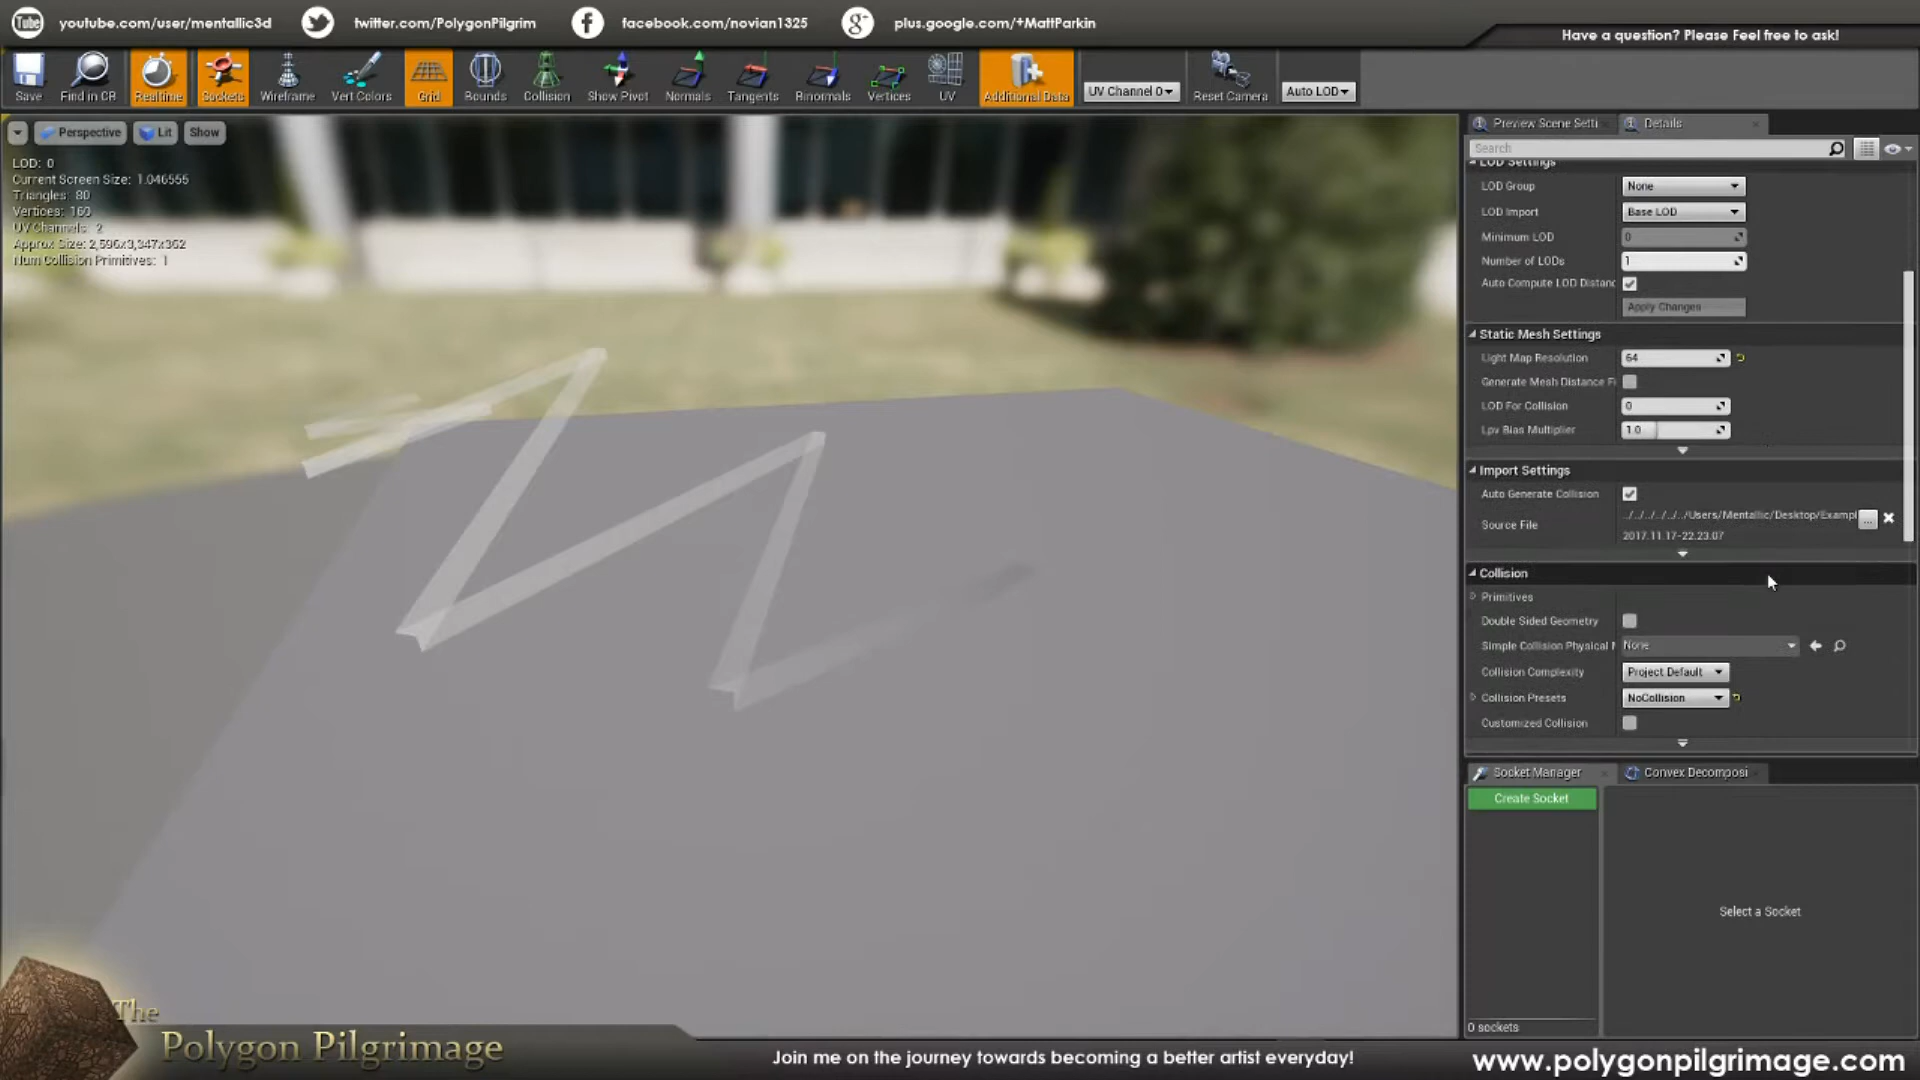 Tube youtube.com/user/mentallic3d twitter.com/PolygonPilgrim facebook.com/novian1325 plus.google.com/+MattParkin
Have a question? Please Feel free to ask!
Save Find in CB Realtime Sockets Wireframe Vert Colors Grid Bounds Collision Show Pivot Normals Tangents Binormals Vertices UV Additional Data UV Channel 0 Reset Camera Auto LOD
Perspective Lit Show
LOD: 0
Current Screen Size: 1.046555
Triangles: 80
Vertices: 160
UV Channels: 2
Approx Size: 2,596x3,347x362
Num Collision Primitives: 1
Preview Scene Setti Details
Search
LOD Settings
LOD Group None
LOD Import Base LOD
Minimum LOD 0
Number of LODs 1
Auto Compute LOD Distanc
Apply Changes
Static Mesh Settings
Light Map Resolution 64
Generate Mesh Distance Fi
LOD For Collision 0
Lpv Bias Multiplier 1.0
Import Settings
Auto Generate Collision
Source File ../../../../../../Users/Mentallic/Desktop/Exampl ...
2017.11.17-22.23.07
Collision
Primitives
Double Sided Geometry
Simple Collision Physical M None
Collision Complexity Project Default
Collision Presets NoCollision
Customized Collision
Socket Manager Convex Decomposi
Create Socket
Select a Socket
0 sockets
The
Polygon Pilgrimage
Join me on the journey towards becoming a better artist everyday!
www.polygonpilgrimage.com